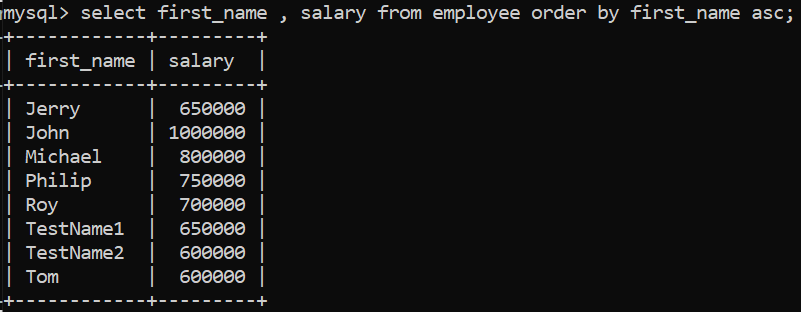 mysql> select first_name , salary from employee order by first_name asc;
+------------+---------+
| first_name | salary  |
+------------+---------+
| Jerry      |  650000 |
| John       | 1000000 |
| Michael    |  800000 |
| Philip     |  750000 |
| Roy        |  700000 |
| TestName1  |  650000 |
| TestName2  |  600000 |
| Tom        |  600000 |
+------------+---------+